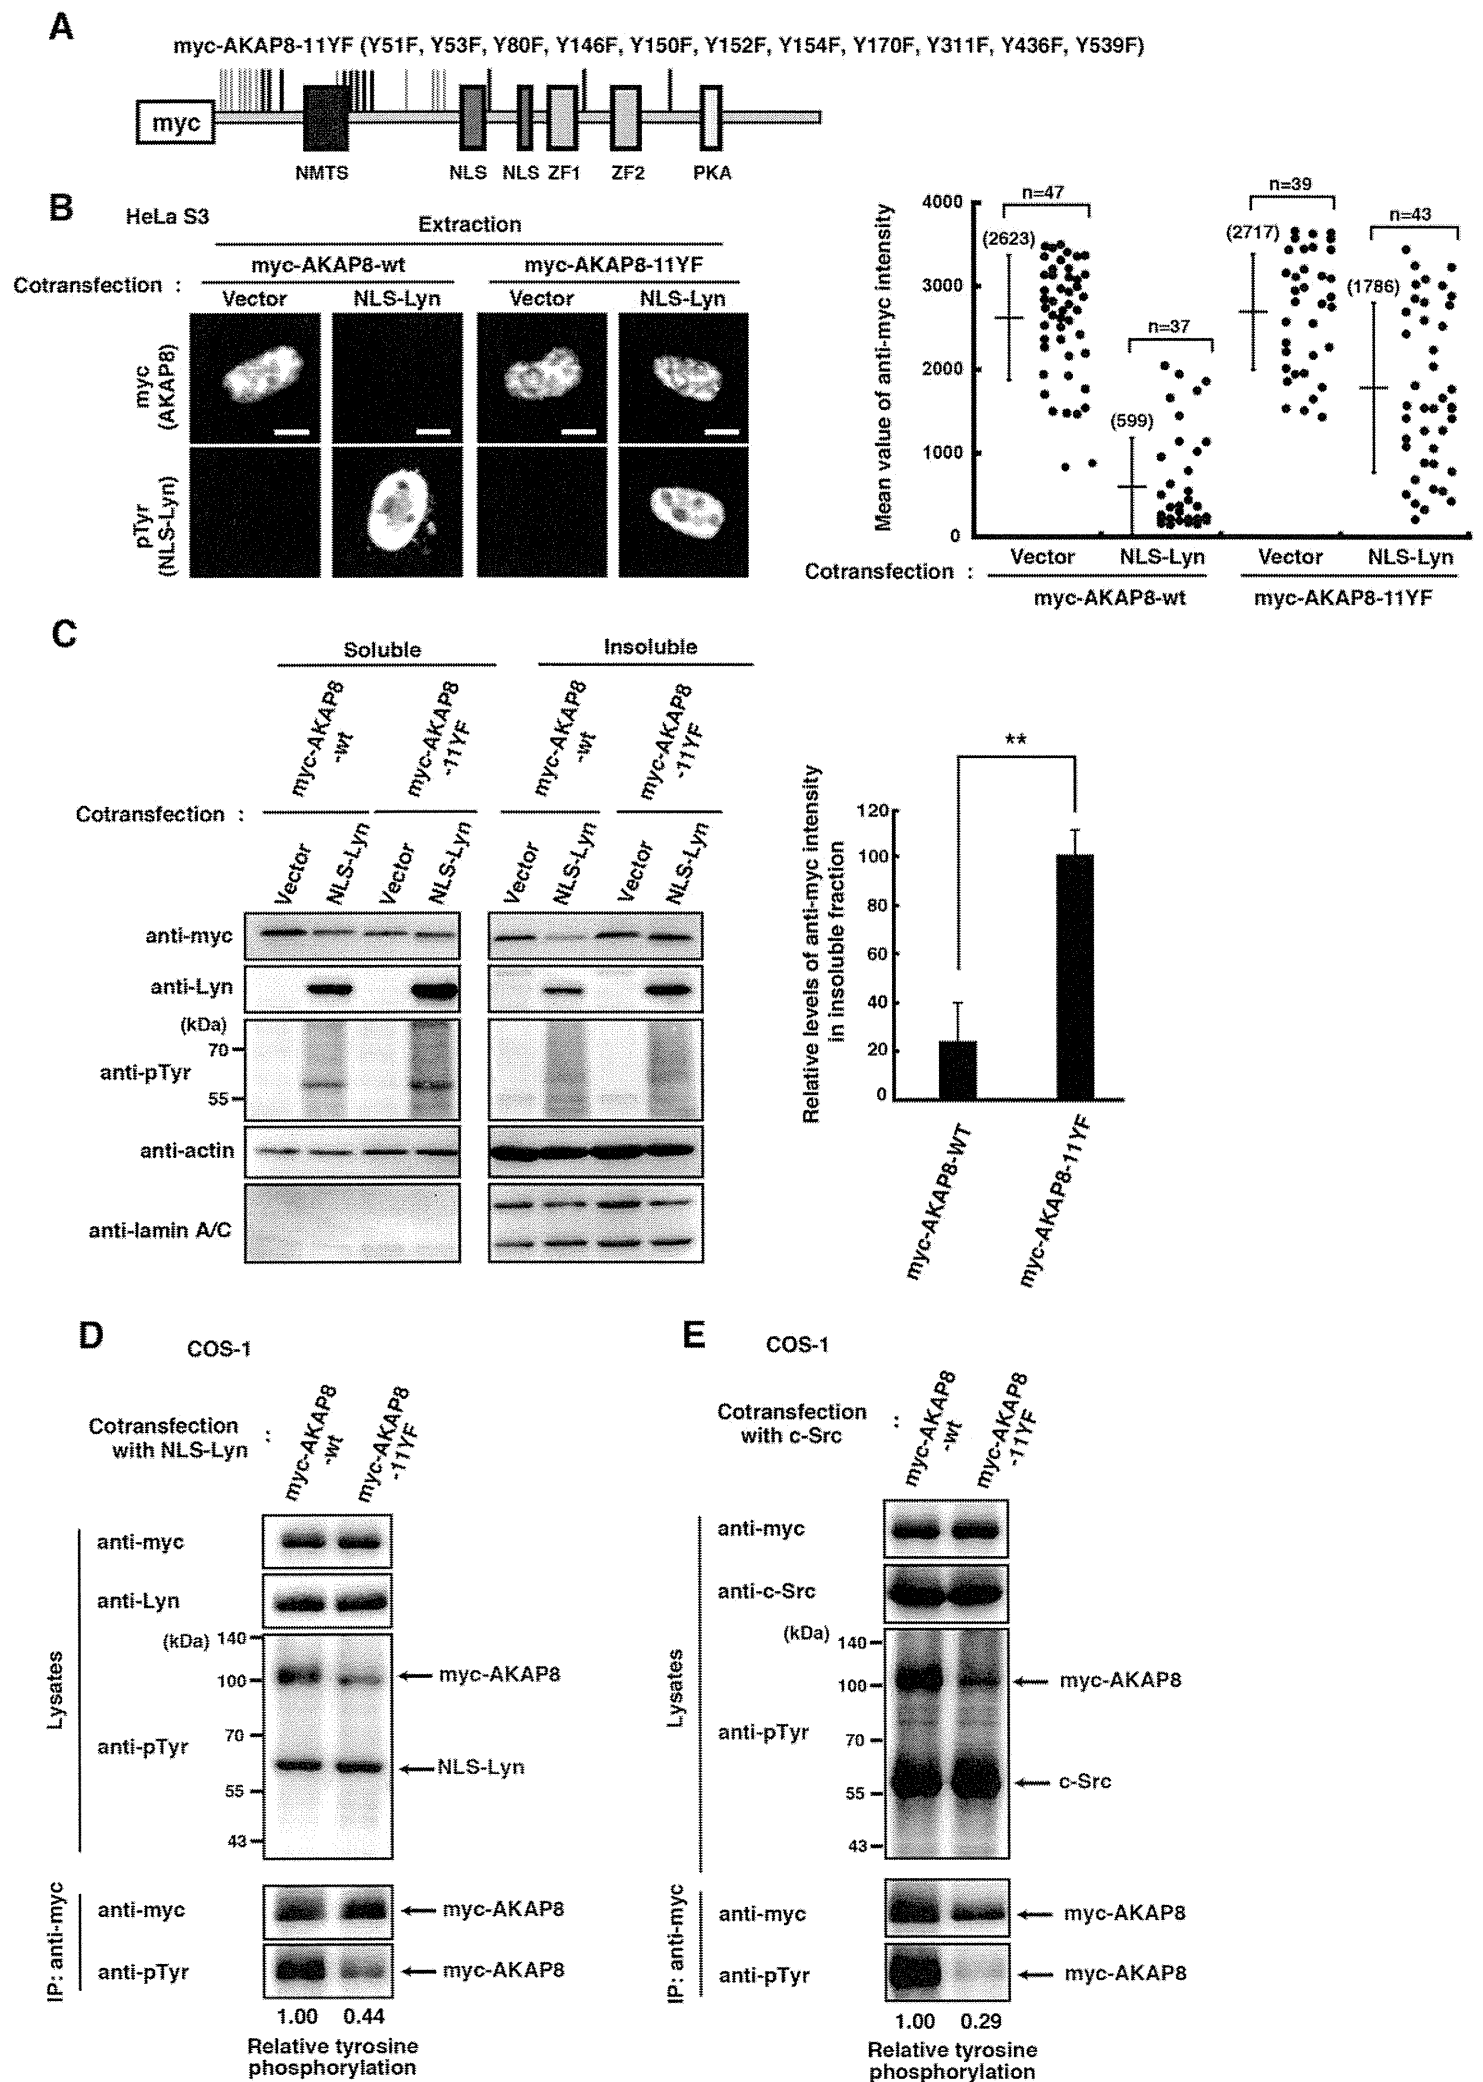 A
myc-AKAP8-11YF (Y51F, Y53F, Y80F, Y146F, Y150F, Y152F, Y154F, Y170F, Y311F, Y436F, Y539F)
myc
NMTS NLS NLS ZF1 ZF2 PKA
B
HeLa S3
Extraction
myc-AKAP8-wt myc-AKAP8-11YF
Cotransfection :
Vector NLS-Lyn Vector NLS-Lyn
myc
(AKAP8)
pTyr
(NLS-Lyn)
Mean value of anti-myc intensity
4000
3000
2000
1000
0
n=47
(2623)
n=37
(599)
n=39
(2717)
n=43
(1786)
Cotransfection :
Vector NLS-Lyn Vector NLS-Lyn
myc-AKAP8-wt myc-AKAP8-11YF
C
Soluble Insoluble
myc-AKAP8
-wt
myc-AKAP8
-11YF
myc-AKAP8
-wt
myc-AKAP8
-11YF
Cotransfection :
Vector NLS-Lyn Vector NLS-Lyn Vector NLS-Lyn Vector NLS-Lyn
anti-myc
anti-Lyn
(kDa)
70
anti-pTyr
55
anti-actin
anti-lamin A/C
Relative levels of anti-myc intensity
in insoluble fraction
120
100
80
60
40
20
0
**
myc-AKAP8-WT
myc-AKAP8-11YF
D
COS-1
Cotransfection
with NLS-Lyn
:
myc-AKAP8
-wt
myc-AKAP8
-11YF
Lysates
anti-myc
anti-Lyn
(kDa)
140
100
70
55
43
anti-pTyr
myc-AKAP8
NLS-Lyn
IP: anti-myc
anti-myc
myc-AKAP8
anti-pTyr
myc-AKAP8
1.00 0.44
Relative tyrosine
phosphorylation
E
COS-1
Cotransfection
with c-Src
:
myc-AKAP8
-wt
myc-AKAP8
-11YF
Lysates
anti-myc
anti-c-Src
(kDa)
140
100
70
55
43
anti-pTyr
myc-AKAP8
c-Src
IP: anti-myc
anti-myc
myc-AKAP8
anti-pTyr
myc-AKAP8
1.00 0.29
Relative tyrosine
phosphorylation